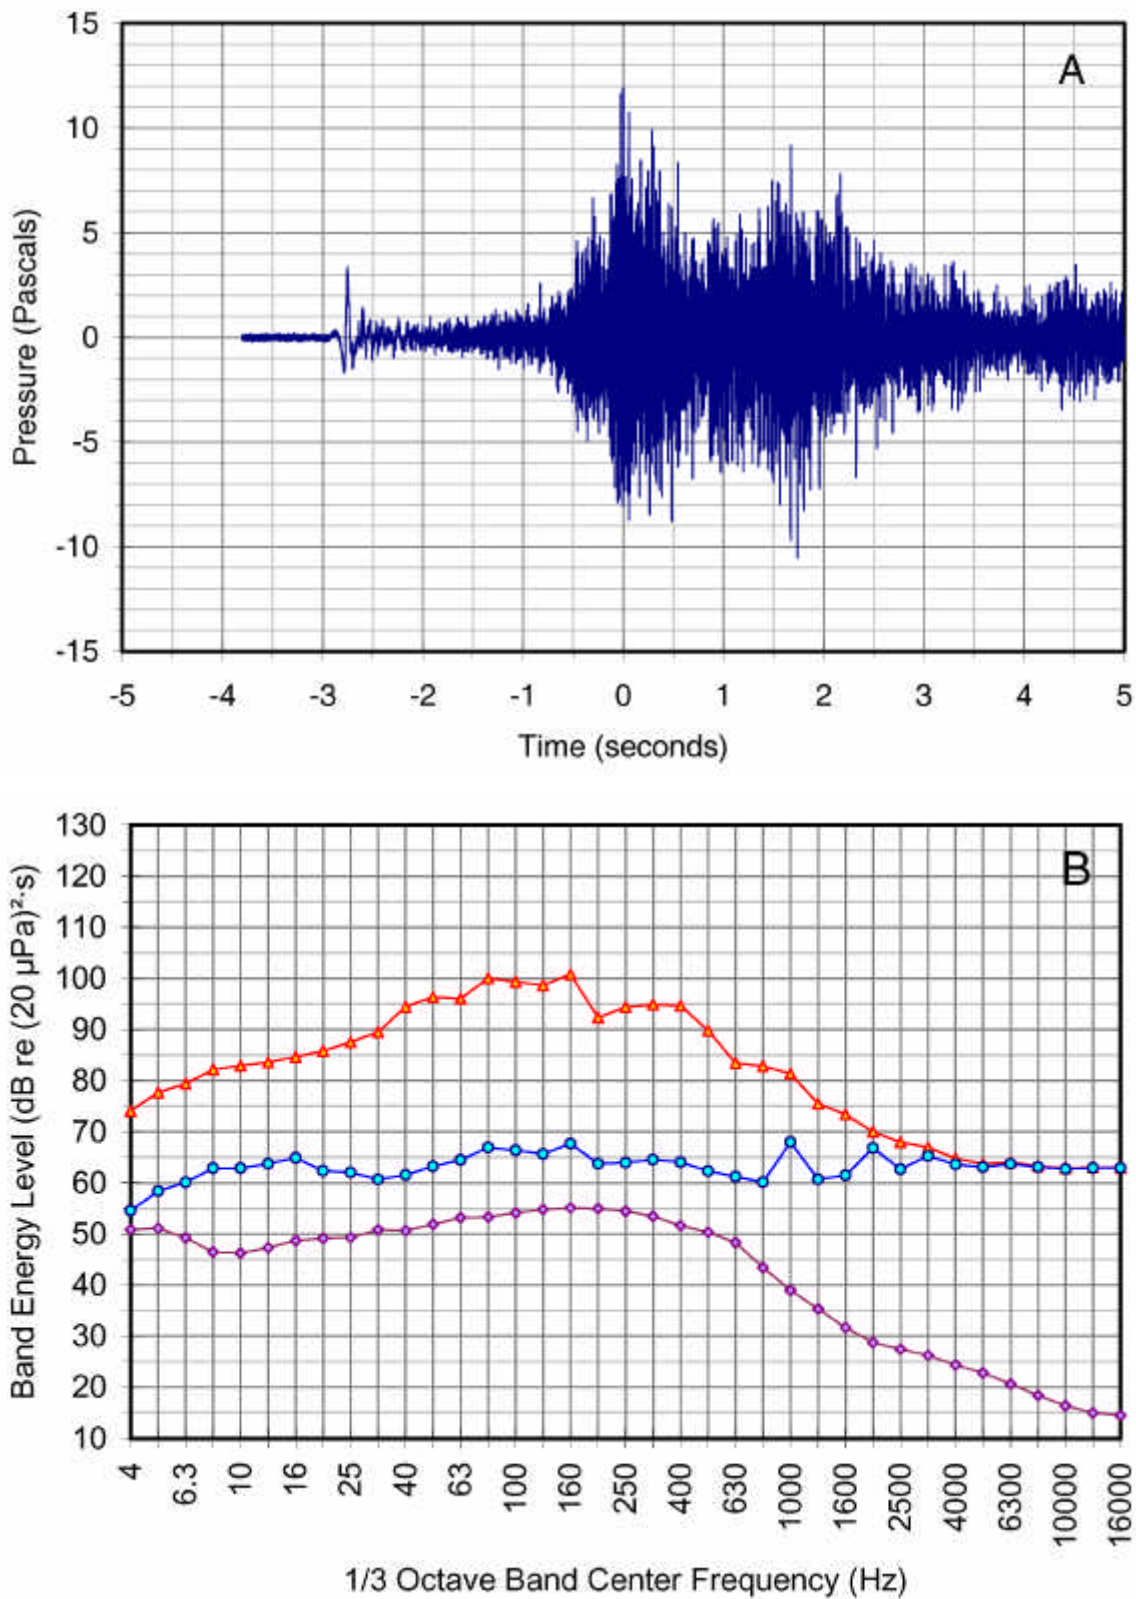 15
A
10
5
0
-5
-10
-15
Pressure (Pascals)
-5 -4 -3 -2 -1 0 1 2 3 4 5
Time (seconds)
130
B
120
110
100
90
80
70
60
50
40
30
20
10
Band Energy Level (dB re (20 µPa)²·s)
4 6.3 10 16 25 40 63 100 160 250 400 630 1000 1600 2500 4000 6300 10000 16000
1/3 Octave Band Center Frequency (Hz)